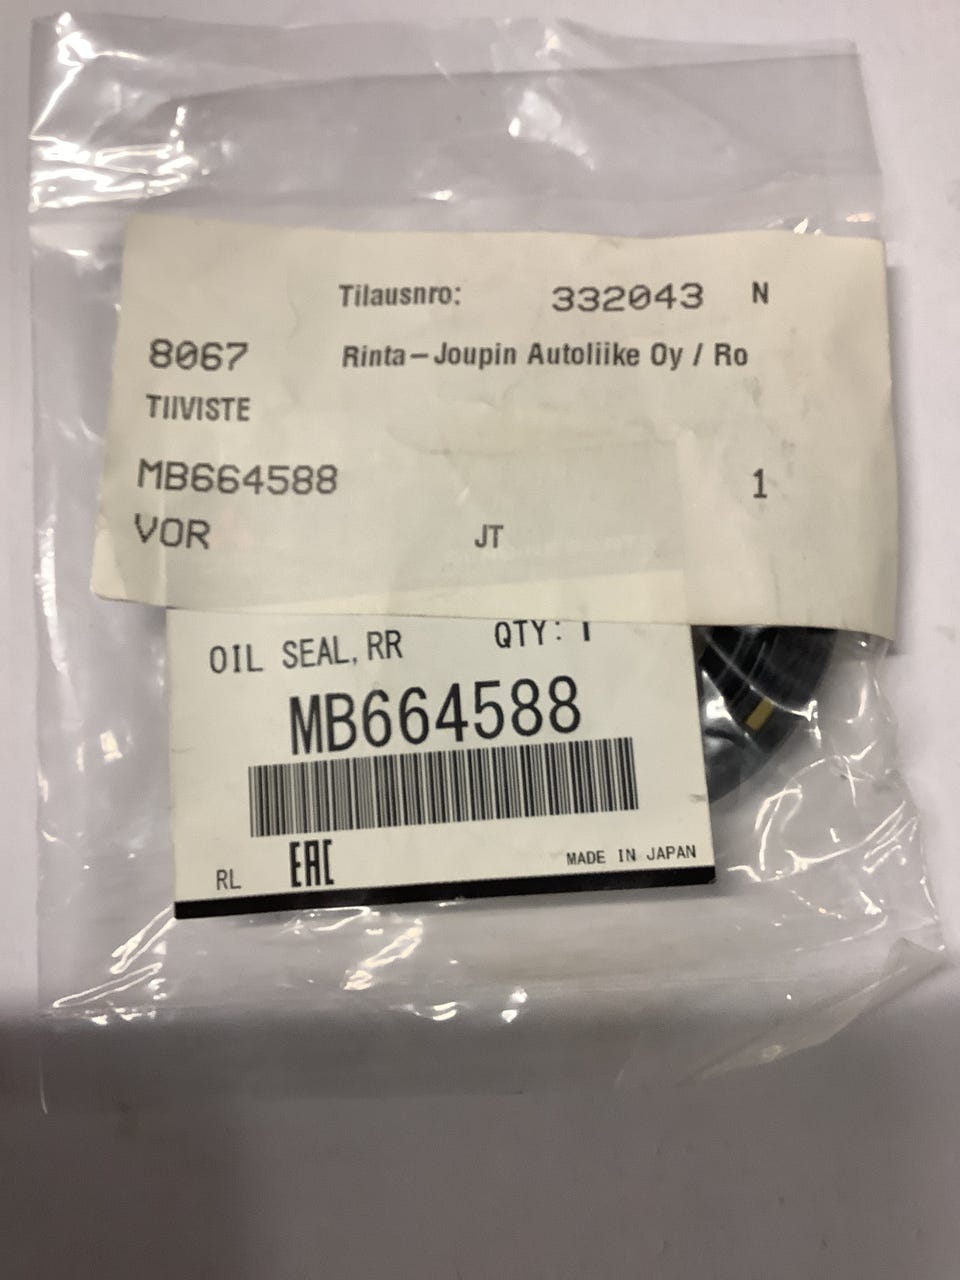 Tilausnro: 332043 N
8067 Rinta-Joupin Autoliike Oy / Ro
TIIVISTE
MB664588 1
VOR JT
OIL SEAL, RR QTY: 1
MB664588
RL EAC MADE IN JAPAN